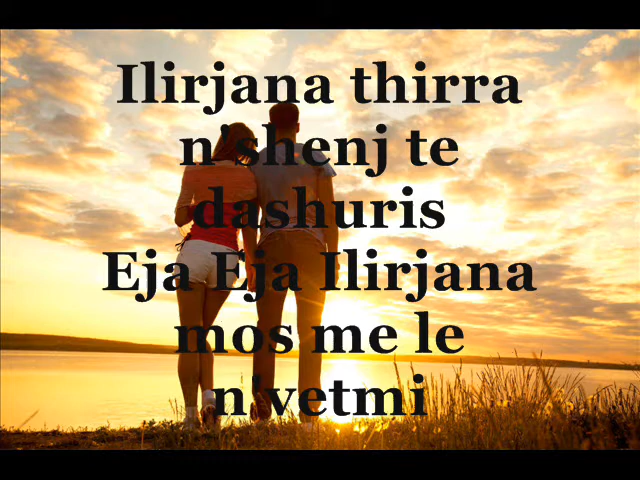 Ilirjana thirra
n'shenj te
dashuris
Eja Eja Ilirjana
mos me le
n'vetmi